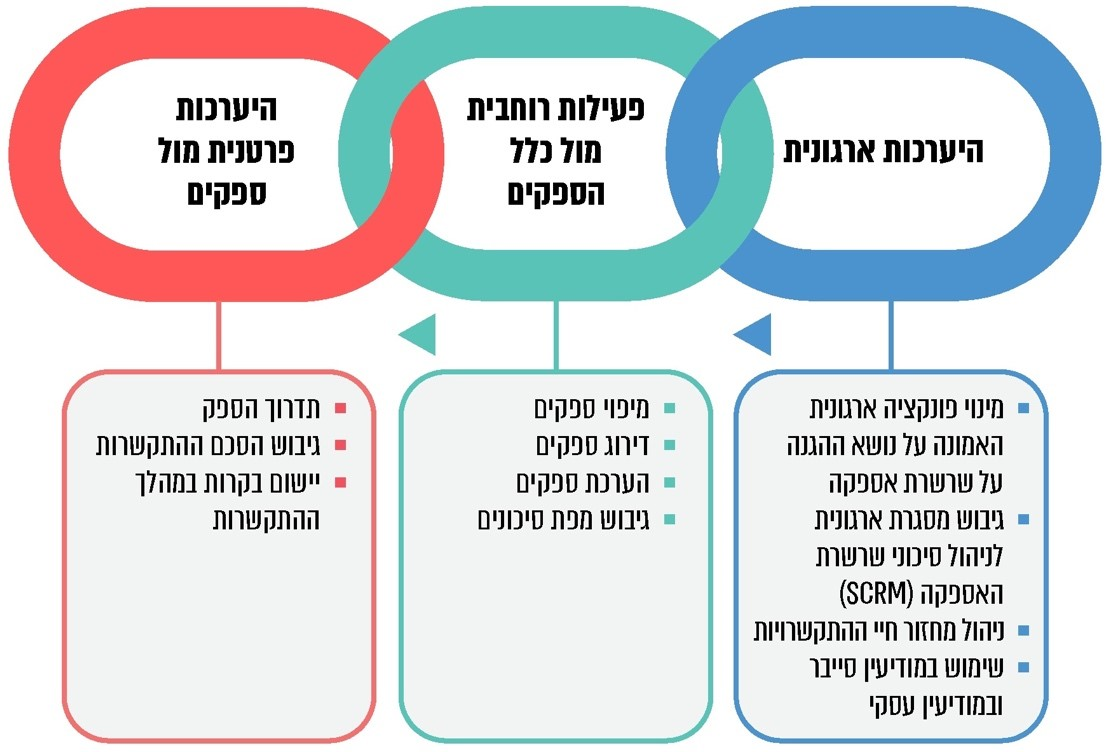 היערכות ארגונית
פעילות רוחבית
מול כלל
הספקים
היערכות
פרטנית מול
ספקים
▪ מינוי פונקציה ארגונית
האמונה על נושא ההגנה
על שרשרת אספקה
▪ גיבוש מסגרת ארגונית
לניהול סיכוני שרשרת
האספקה (SCRM)
▪ ניהול מחזור חיי ההתקשרויות
▪ שימוש במודיעין סייבר
ובמודיעין עסקי
▪ מיפוי ספקים
▪ דירוג ספקים
▪ הערכת ספקים
▪ גיבוש מפת סיכונים
▪ תדרוך הספק
▪ גיבוש הסכם ההתקשרות
▪ יישום בקרות במהלך
ההתקשרות